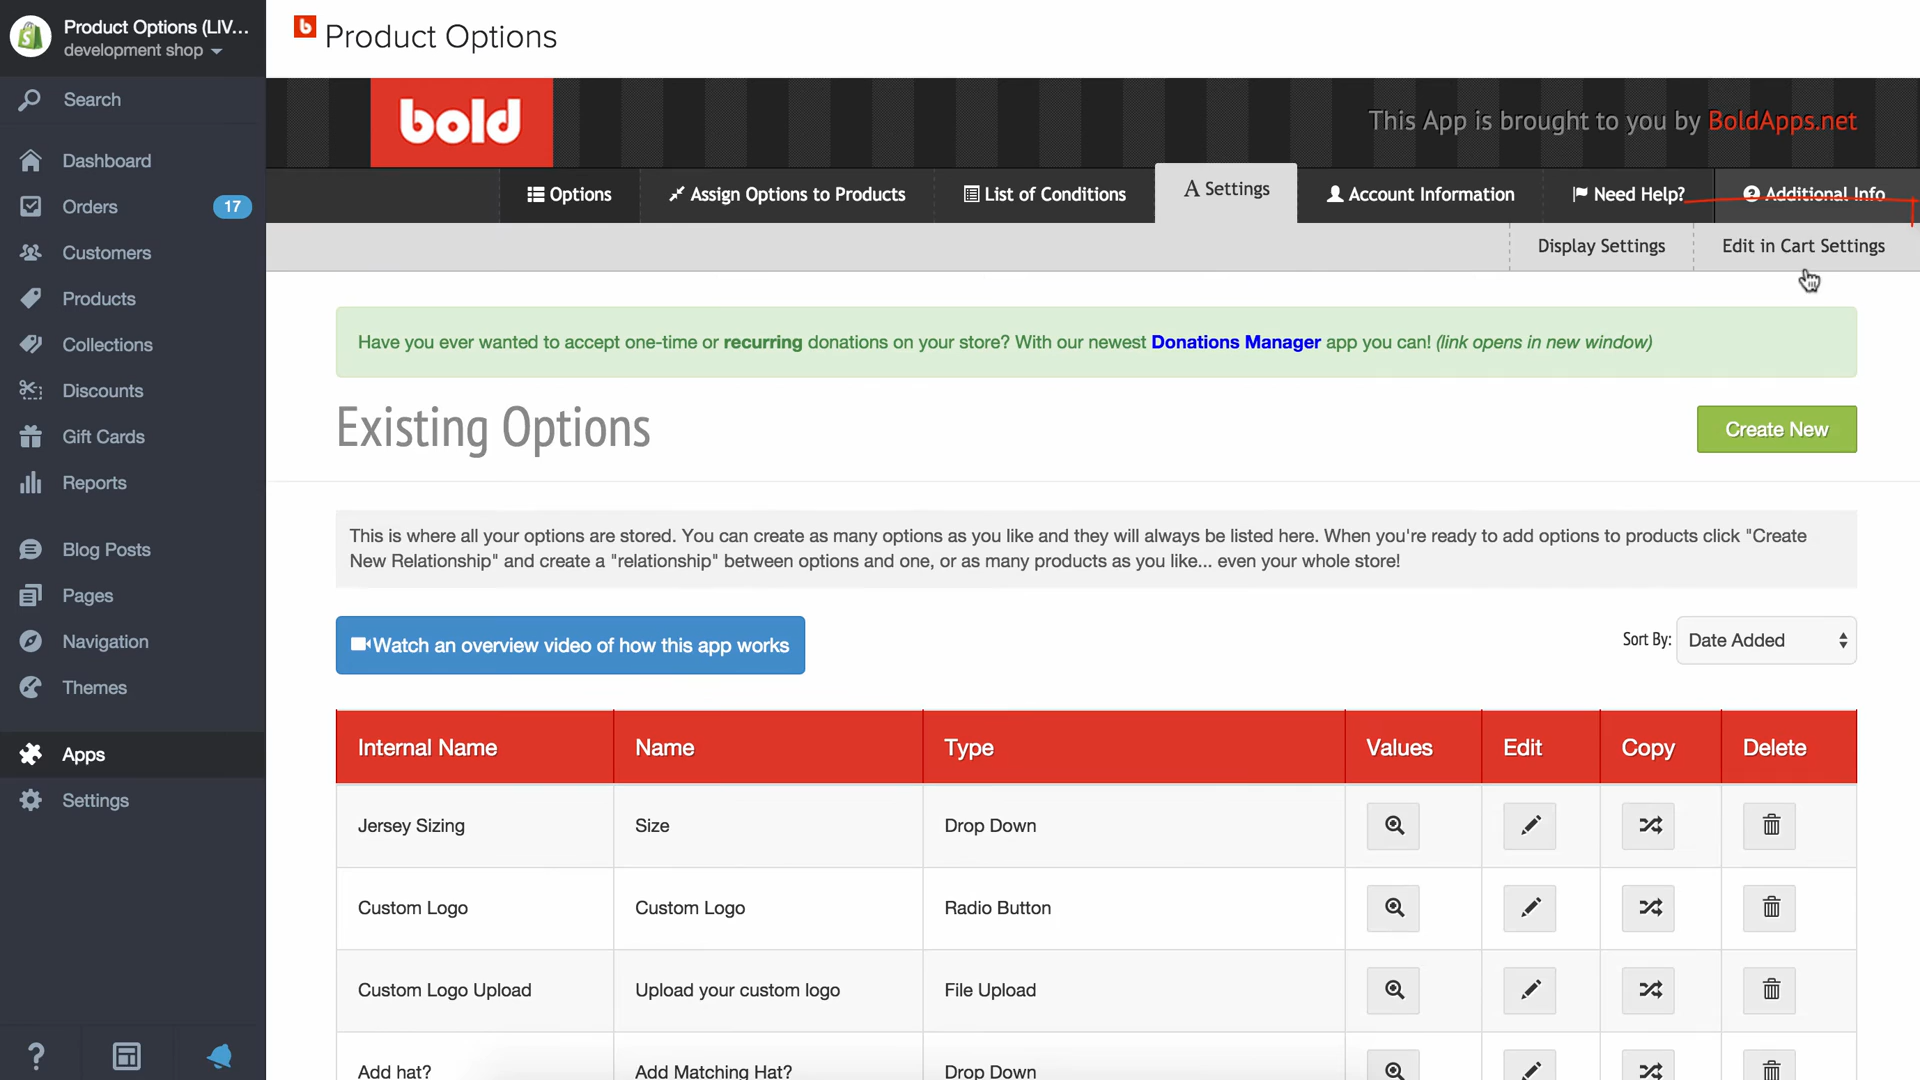 Product Options (LIV...
development shop
Search
Dashboard
Orders 17
Customers
Products
Collections
Discounts
Gift Cards
Reports
Blog Posts
Pages
Navigation
Themes
Apps
Settings
?
b Product Options
bold
This App is brought to you by BoldApps.net
Options
Assign Options to Products
List of Conditions
A Settings
Account Information
Need Help?
Additional Info
Display Settings
Edit in Cart Settings
Have you ever wanted to accept one-time or recurring donations on your store? With our newest Donations Manager app you can! (link opens in new window)
Existing Options
Create New
This is where all your options are stored. You can create as many options as you like and they will always be listed here. When you're ready to add options to products click "Create
New Relationship" and create a "relationship" between options and one, or as many products as you like... even your whole store!
Watch an overview video of how this app works
Sort By: Date Added
Internal Name Name Type Values Edit Copy Delete
Jersey Sizing Size Drop Down
Custom Logo Custom Logo Radio Button
Custom Logo Upload Upload your custom logo File Upload
Add hat? Add Matching Hat? Drop Down